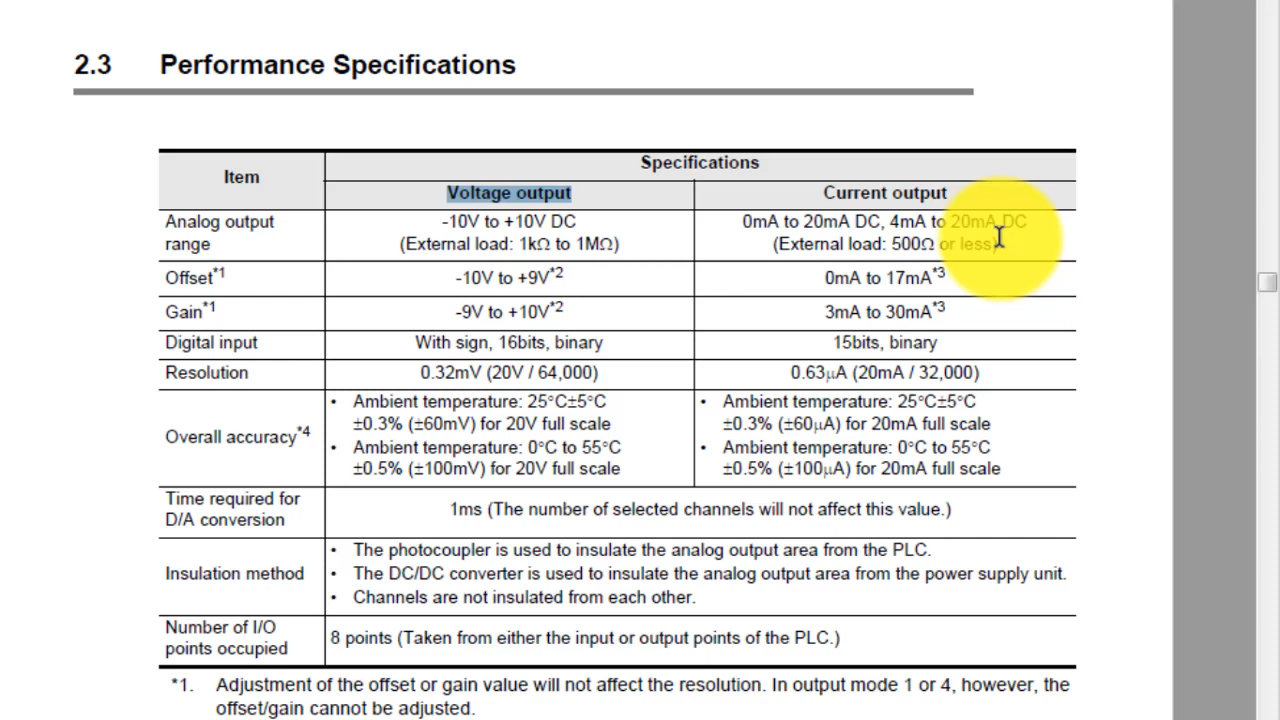 2.3 Performance Specifications
Item
Specifications
Voltage output
Current output
Analog output
range
-10V to +10V DC
(External load: 1kΩ to 1MΩ)
0mA to 20mA DC, 4mA to 20mA DC
(External load: 500Ω or less)
Offset*1
-10V to +9V*2
0mA to 17mA*3
Gain*1
-9V to +10V*2
3mA to 30mA*3
Digital input
With sign, 16bits, binary
15bits, binary
Resolution
0.32mV (20V / 64,000)
0.63μA (20mA / 32,000)
Overall accuracy*4
• Ambient temperature: 25°C±5°C
±0.3% (±60mV) for 20V full scale
• Ambient temperature: 0°C to 55°C
±0.5% (±100mV) for 20V full scale
• Ambient temperature: 25°C±5°C
±0.3% (±60μA) for 20mA full scale
• Ambient temperature: 0°C to 55°C
±0.5% (±100μA) for 20mA full scale
Time required for
D/A conversion
1ms (The number of selected channels will not affect this value.)
Insulation method
• The photocoupler is used to insulate the analog output area from the PLC.
• The DC/DC converter is used to insulate the analog output area from the power supply unit.
• Channels are not insulated from each other.
Number of I/O
points occupied
8 points (Taken from either the input or output points of the PLC.)
*1. Adjustment of the offset or gain value will not affect the resolution. In output mode 1 or 4, however, the
offset/gain cannot be adjusted.